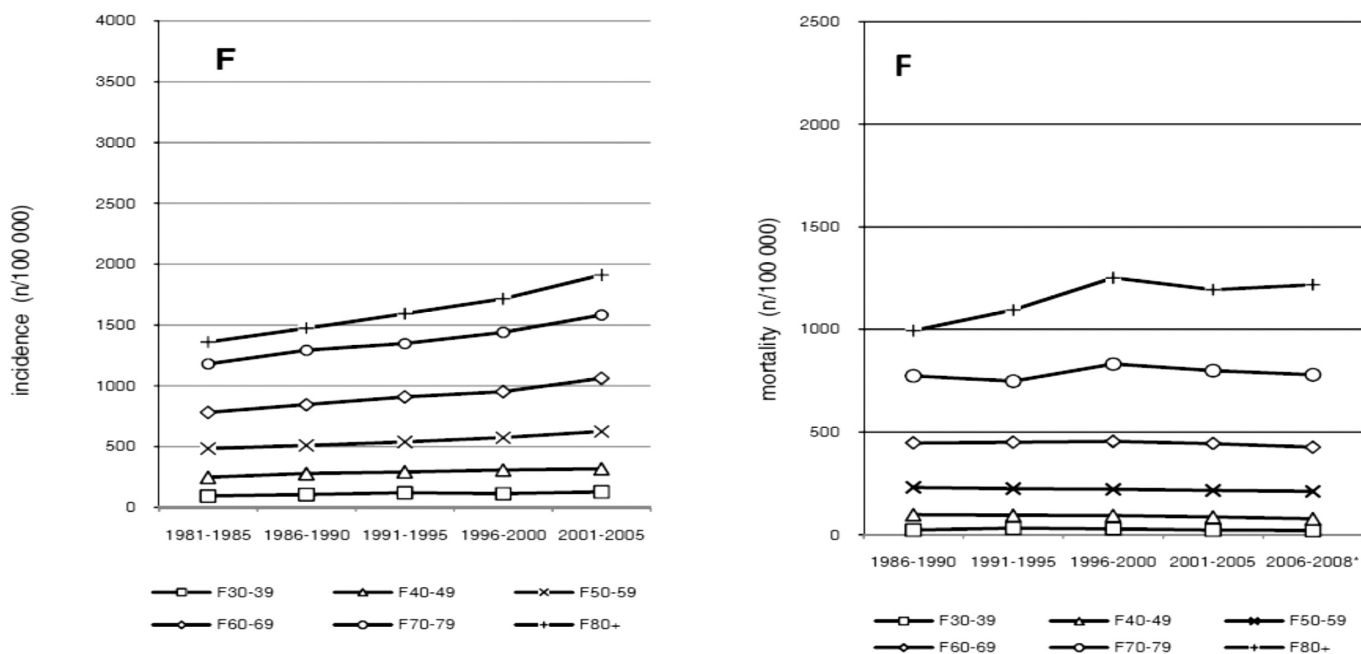 F
incidence (n/100 000)
4000
3500
3000
2500
2000
1500
1000
500
0
1981-1985 1986-1990 1991-1995 1996-2000 2001-2005
F30-39 F40-49 F50-59
F60-69 F70-79 F80+
F
mortality (n/100 000)
2500
2000
1500
1000
500
0
1986-1990 1991-1995 1996-2000 2001-2005 2006-2008*
F30-39 F40-49 F50-59
F60-69 F70-79 F80+